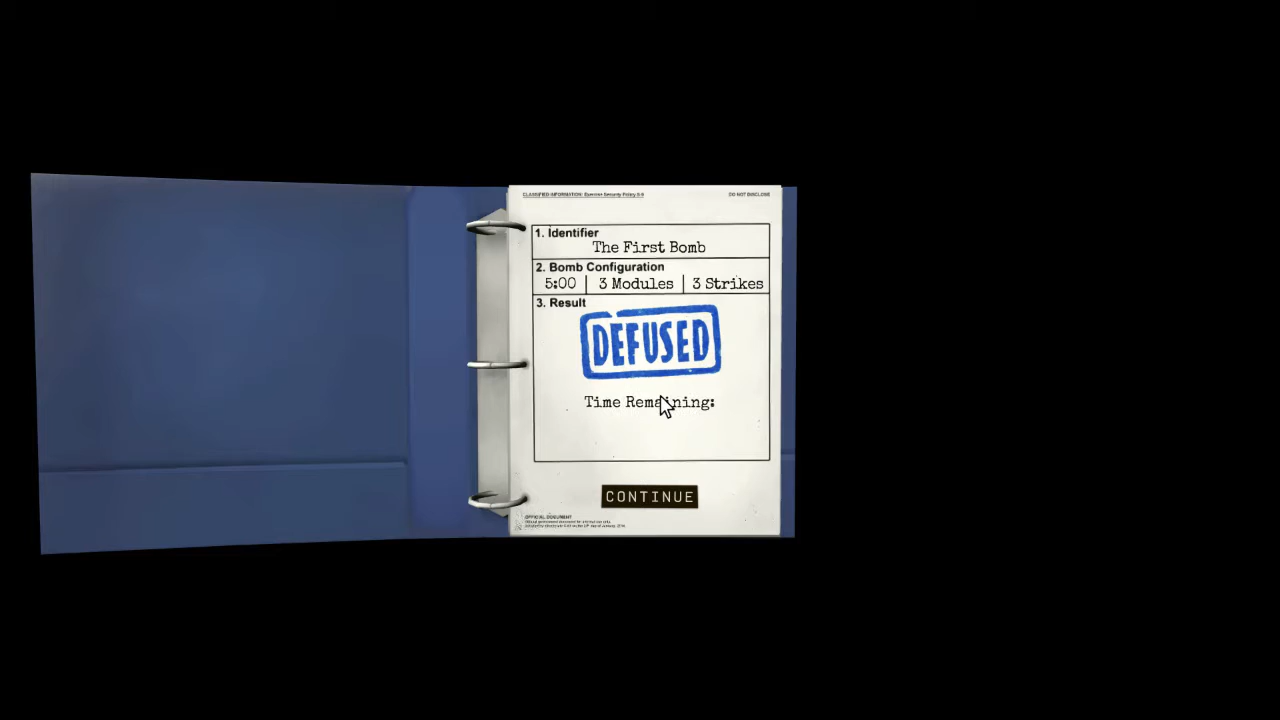 CLASSIFIED INFORMATION: DO NOT DISCLOSE
1. Identifier
The First Bomb
2. Bomb Configuration
5:00 3 Modules 3 Strikes
3. Result
DEFUSED
Time Remaining:
CONTINUE
OFFICIAL DOCUMENT